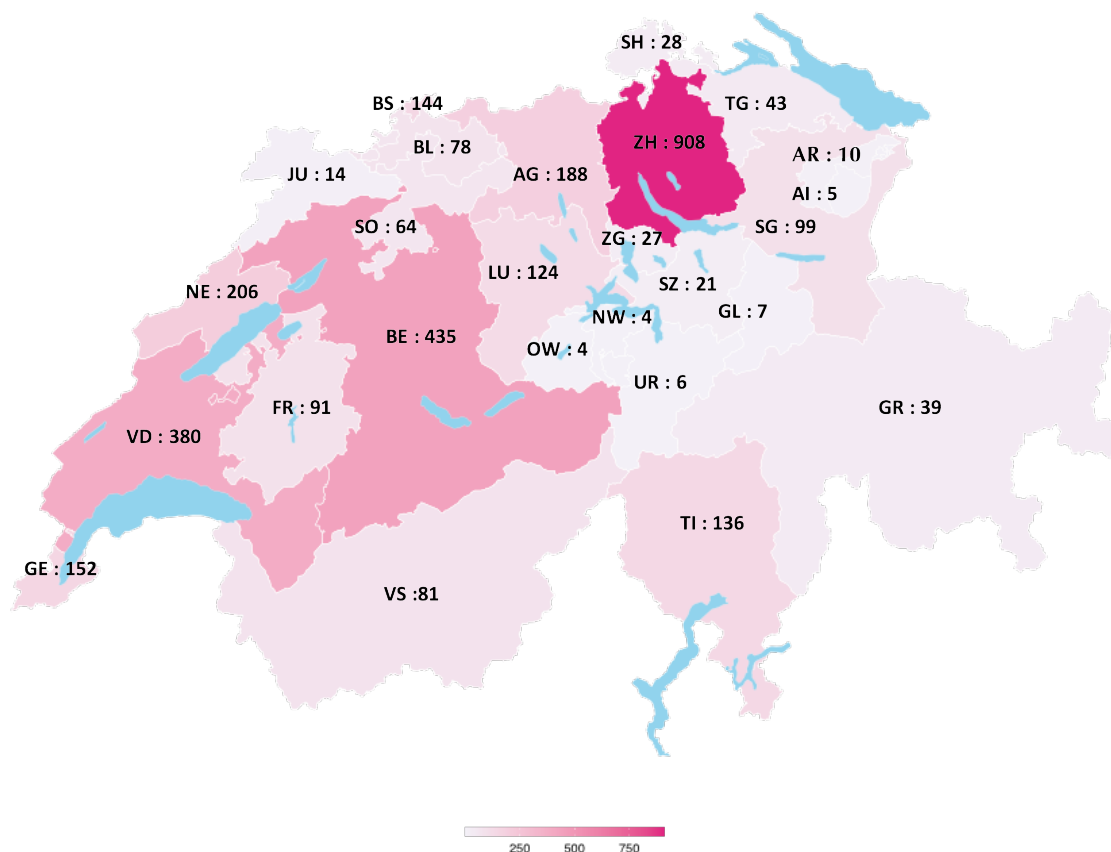 SH : 28
BS : 144
TG : 43
ZH : 908
BL : 78
AR : 10
JU : 14
AG : 188
AI : 5
SO : 64
SG : 99
ZG : 27
LU : 124
SZ : 21
NE : 206
GL : 7
NW : 4
BE : 435
OW : 4
UR : 6
FR : 91
GR : 39
VD : 380
TI : 136
GE : 152
VS :81
250 500 750